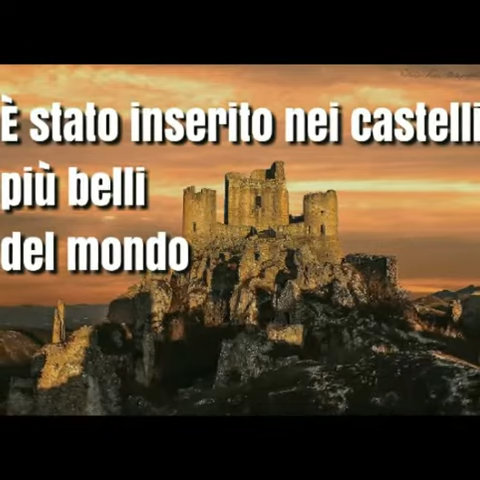 È stato inserito nei castelli
più belli
del mondo